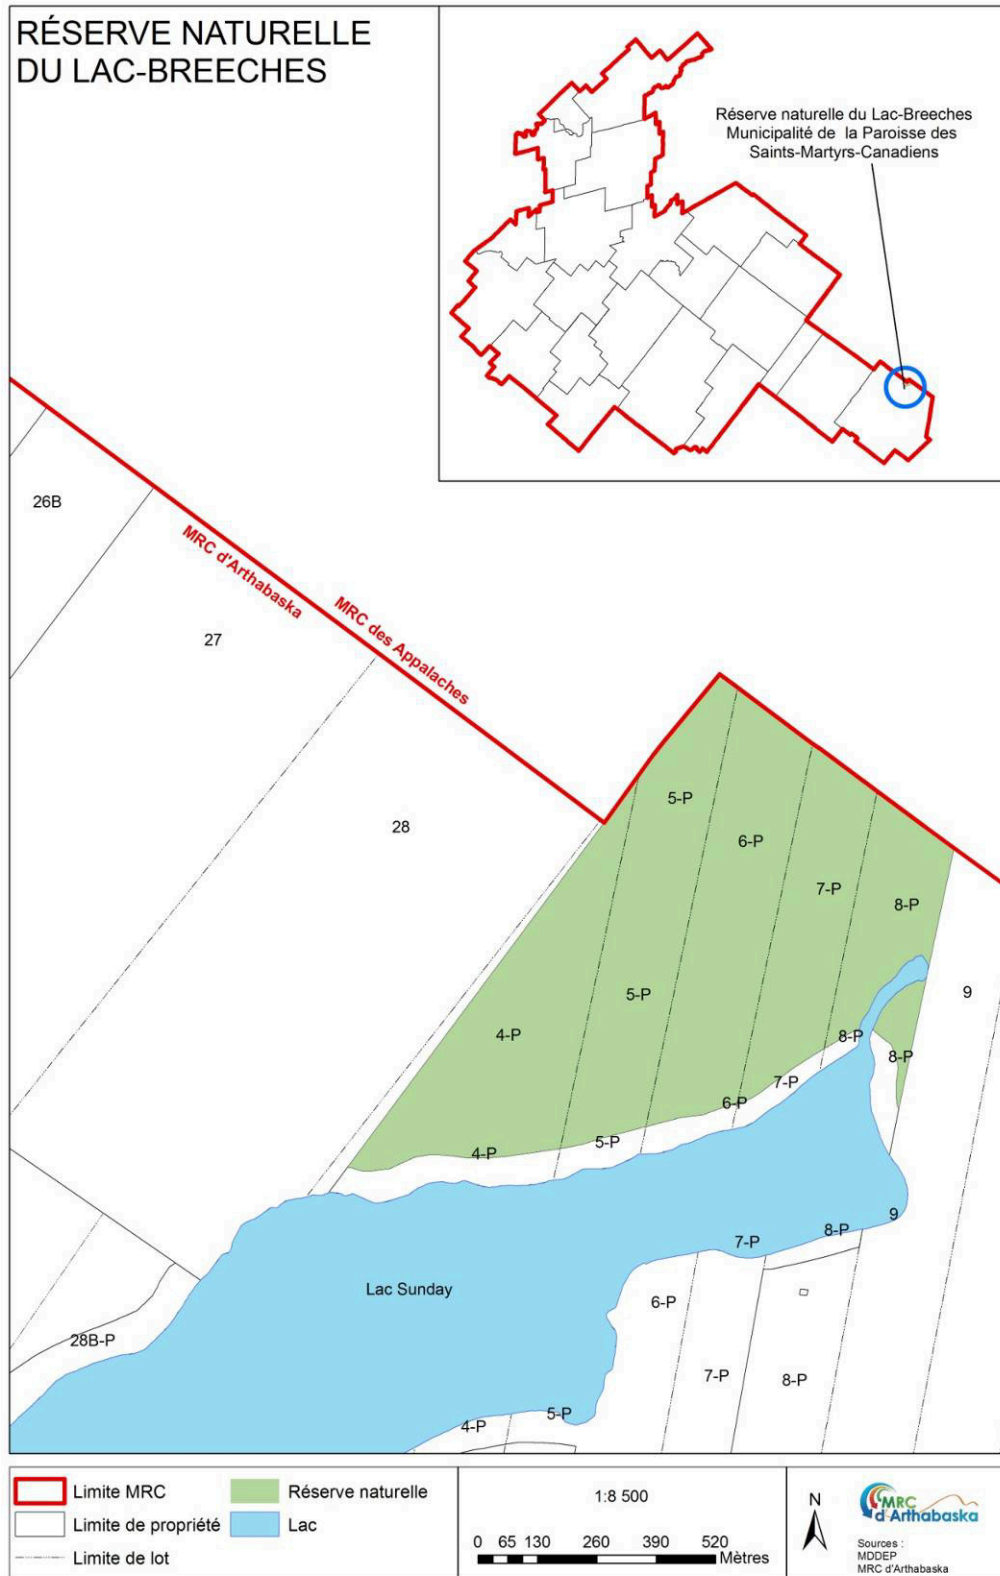 RÉSERVE NATURELLE
DU LAC-BREECHES
Réserve naturelle du Lac-Breeches
Municipalité de la Paroisse des
Saints-Martyrs-Canadiens
26B
MRC d'Arthabaska
MRC des Appalaches
27
28
5-P
6-P
7-P
8-P
9
5-P
4-P
8-P
8-P
7-P
6-P
5-P
4-P
9
8-P
7-P
Lac Sunday
6-P
28B-P
7-P
8-P
5-P
4-P
Limite MRC
Limite de propriété
Limite de lot
Réserve naturelle
Lac
1:8 500
0 65 130 260 390 520
Mètres
N
MRC
d'Arthabaska
Sources :
MDDEP
MRC d'Arthabaska